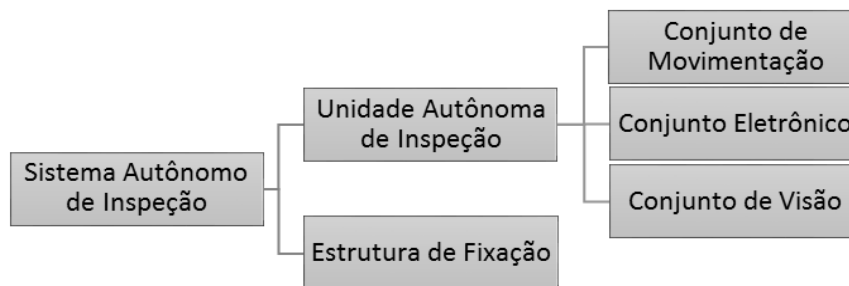 Sistema Autônomo
de Inspeção
Unidade Autônoma
de Inspeção
Estrutura de Fixação
Conjunto de
Movimentação
Conjunto Eletrônico
Conjunto de Visão